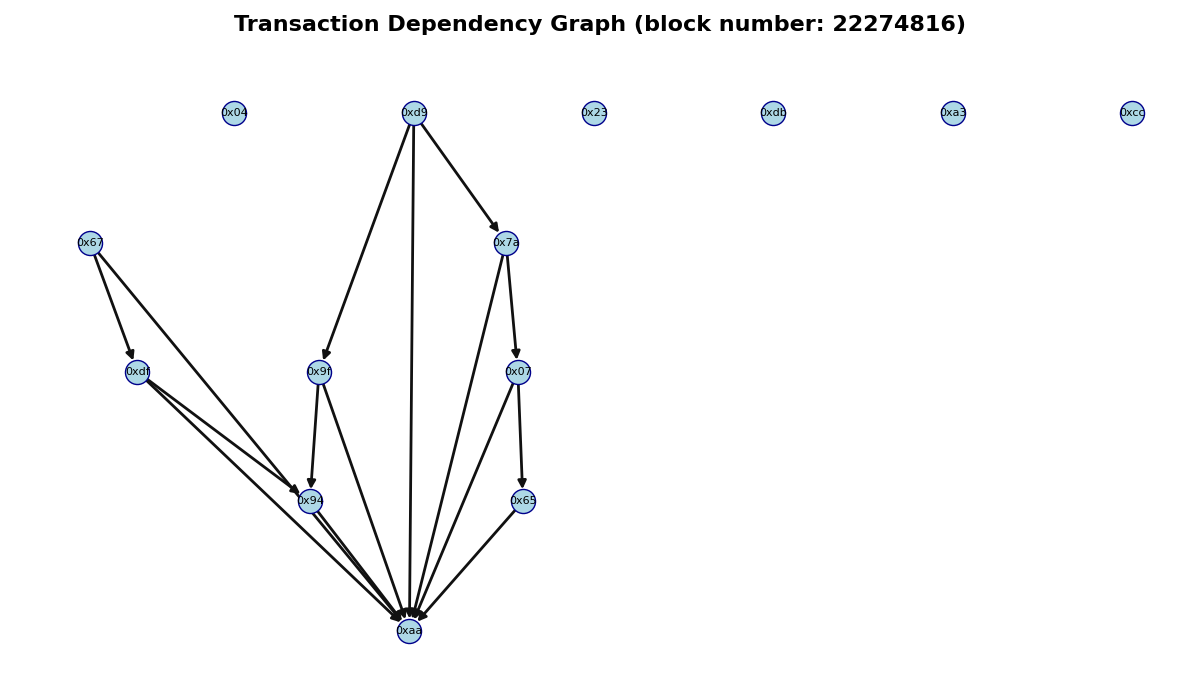 Transaction Dependency Graph (block number: 22274816)
0x04
0xd9
0x23
0xdb
0xa3
0xcc
0x67
0x7a
0xdf
0x9f
0x07
0x94
0x65
0xaa